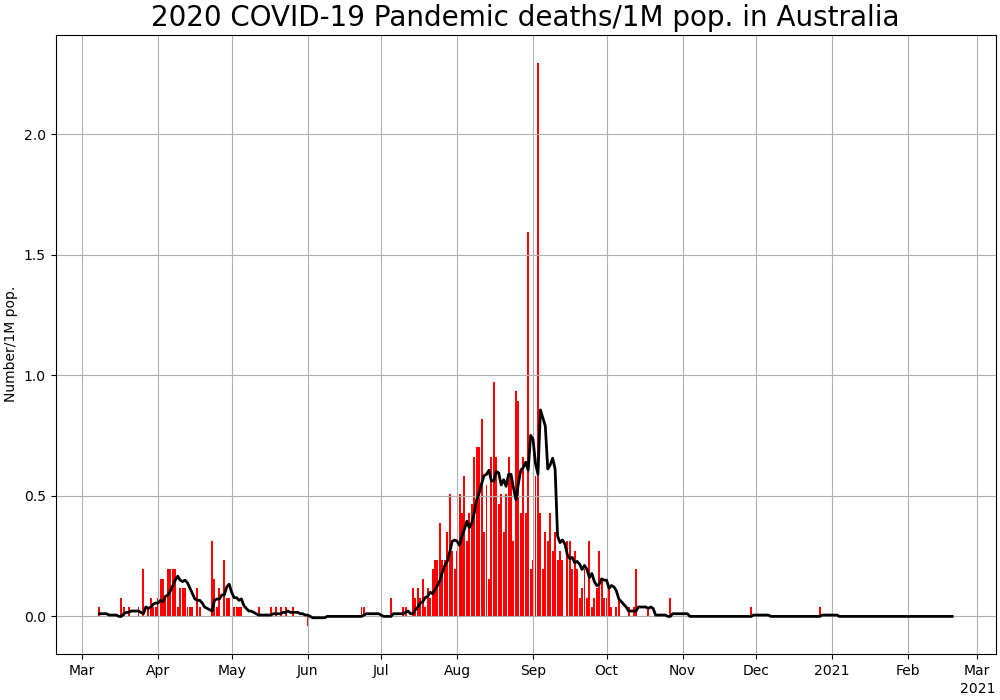 2020 COVID-19 Pandemic deaths/1M pop. in Australia
Number/1M pop.
2.0
1.5
1.0
0.5
0.0
Mar Apr May Jun Jul Aug Sep Oct Nov Dec 2021 Feb Mar
2021